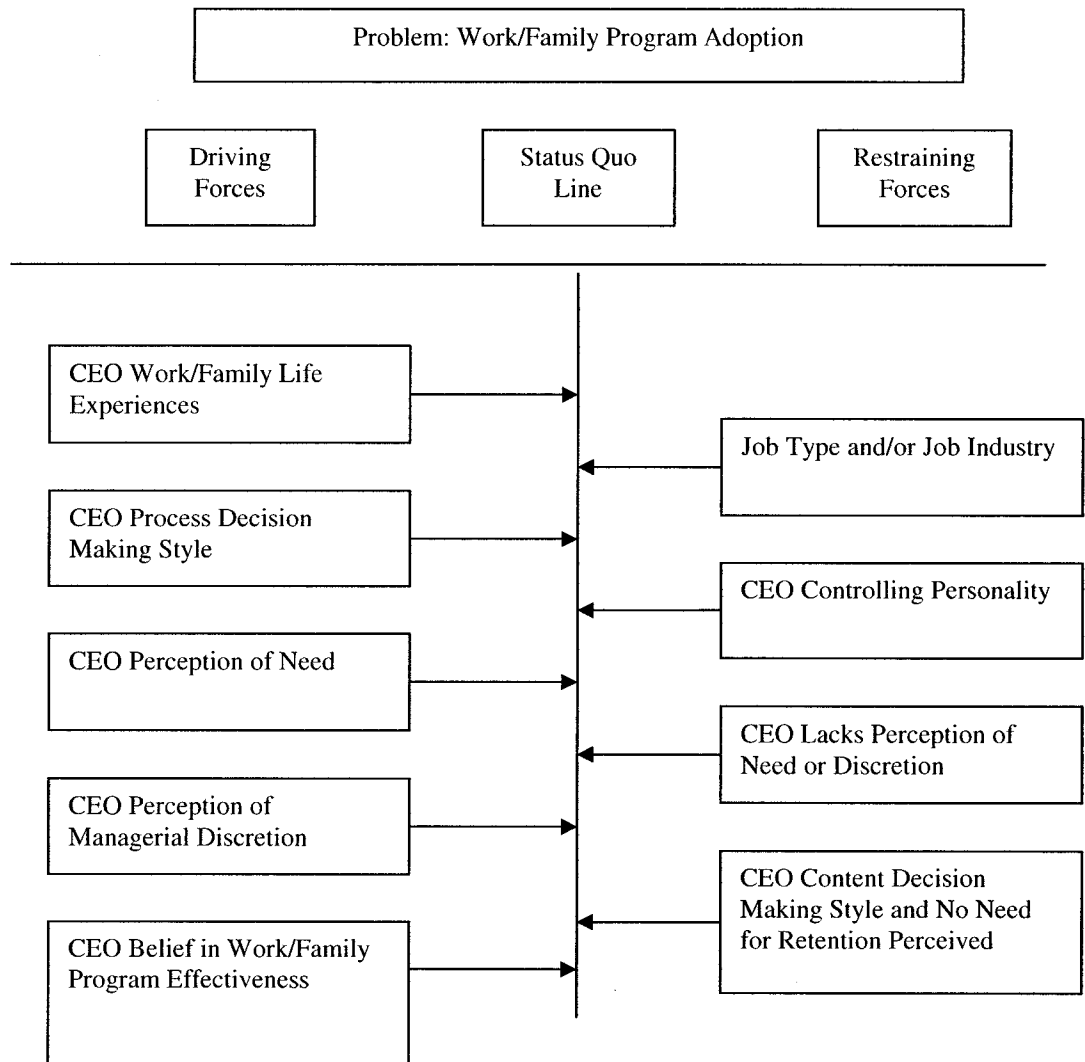 Problem: Work/Family Program Adoption
Driving
Forces
Status Quo
Line
Restraining
Forces
CEO Work/Family Life
Experiences
Job Type and/or Job Industry
CEO Process Decision
Making Style
CEO Controlling Personality
CEO Perception of Need
CEO Lacks Perception of
Need or Discretion
CEO Perception of
Managerial Discretion
CEO Content Decision
Making Style and No Need
for Retention Perceived
CEO Belief in Work/Family
Program Effectiveness